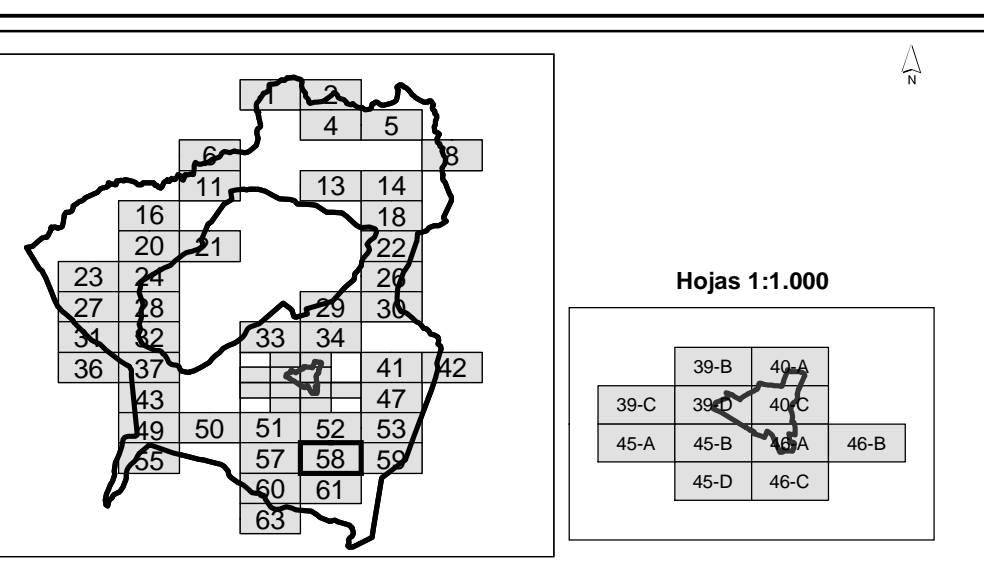 N
1 2
4 5
6 8
11 13 14
16 18
20 21 22
23 24 26
27 28 29 30
31 32 33 34
36 37 41 42
43 47
49 50 51 52 53
55 57 58 59
60 61
63
Hojas 1:1.000
39-B 40-A
39-C 39-D 40-C
45-A 45-B 46-A 46-B
45-D 46-C